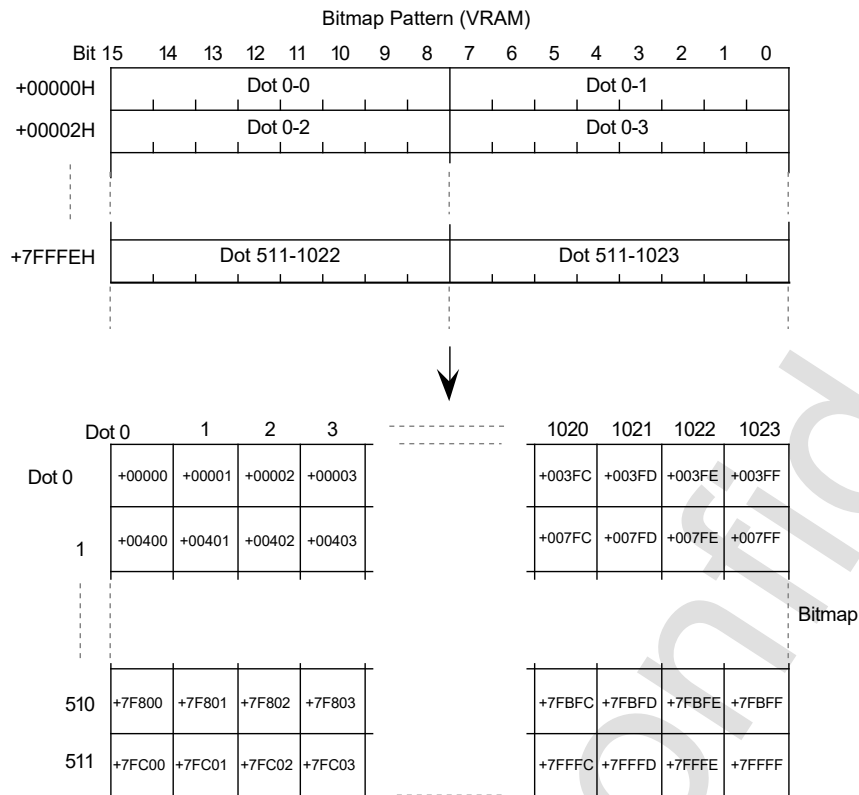 Bitmap Pattern (VRAM)
Bit 15 14 13 12 11 10 9 8 7 6 5 4 3 2 1 0
+00000H Dot 0-0 Dot 0-1
+00002H Dot 0-2 Dot 0-3
+7FFFEH Dot 511-1022 Dot 511-1023
Dot 0 1 2 3 1020 1021 1022 1023
Dot 0 +00000 +00001 +00002 +00003 +003FC +003FD +003FE +003FF
1 +00400 +00401 +00402 +00403 +007FC +007FD +007FE +007FF
Bitmap
510 +7F800 +7F801 +7F802 +7F803 +7FBFC +7FBFD +7FBFE +7FBFF
511 +7FC00 +7FC01 +7FC02 +7FC03 +7FFFC +7FFFD +7FFFE +7FFFF
onfid